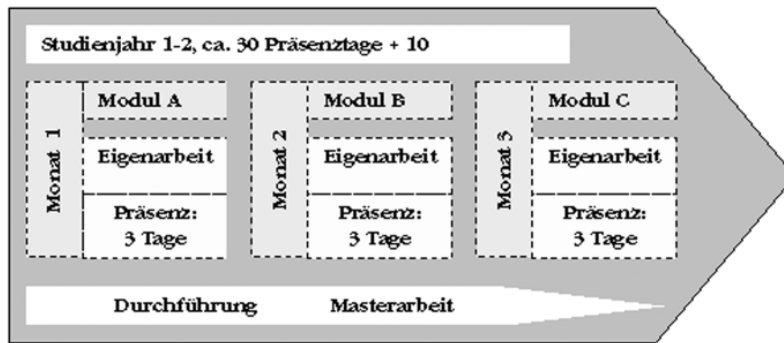 Studienjahr 1-2, ca. 30 Präsenztage + 10
Monat 1
Modul A
Eigenarbeit
Präsenz:
3 Tage
Monat 2
Modul B
Eigenarbeit
Präsenz:
3 Tage
Monat 3
Modul C
Eigenarbeit
Präsenz:
3 Tage
Durchführung Masterarbeit